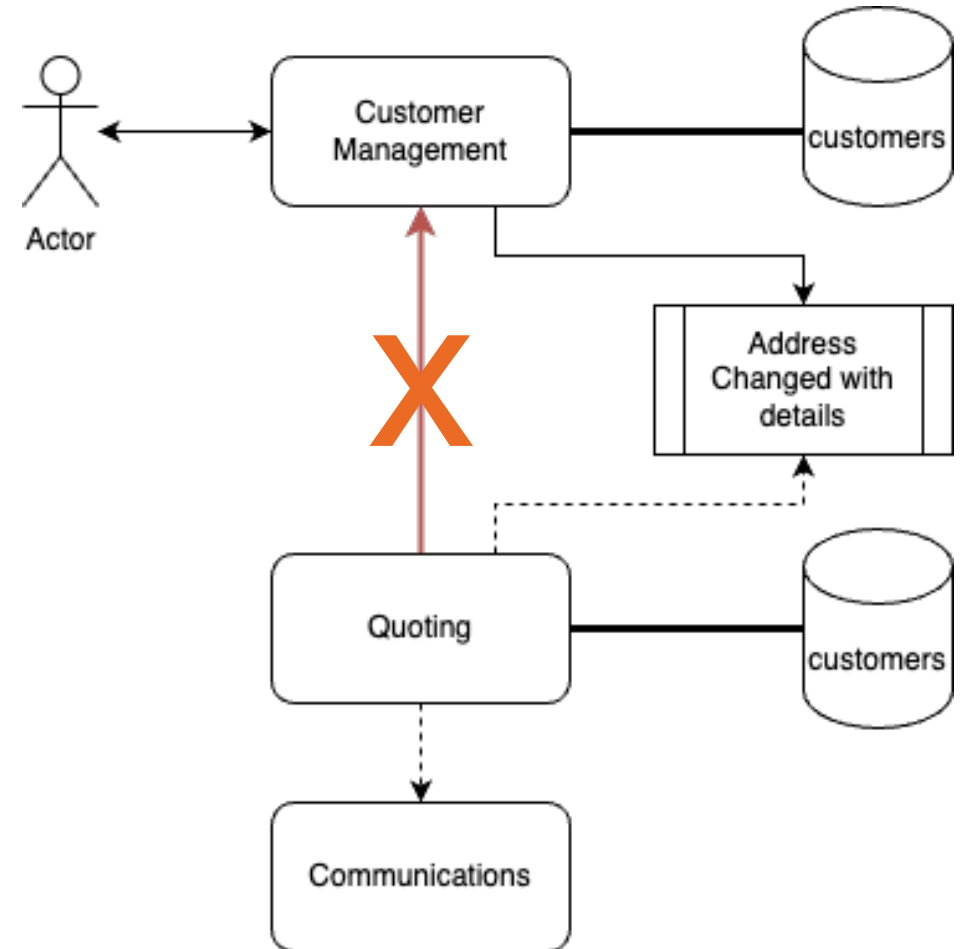 Customer
Management
customers
Actor
Address
Changed with
details
X
Quoting
customers
Communications